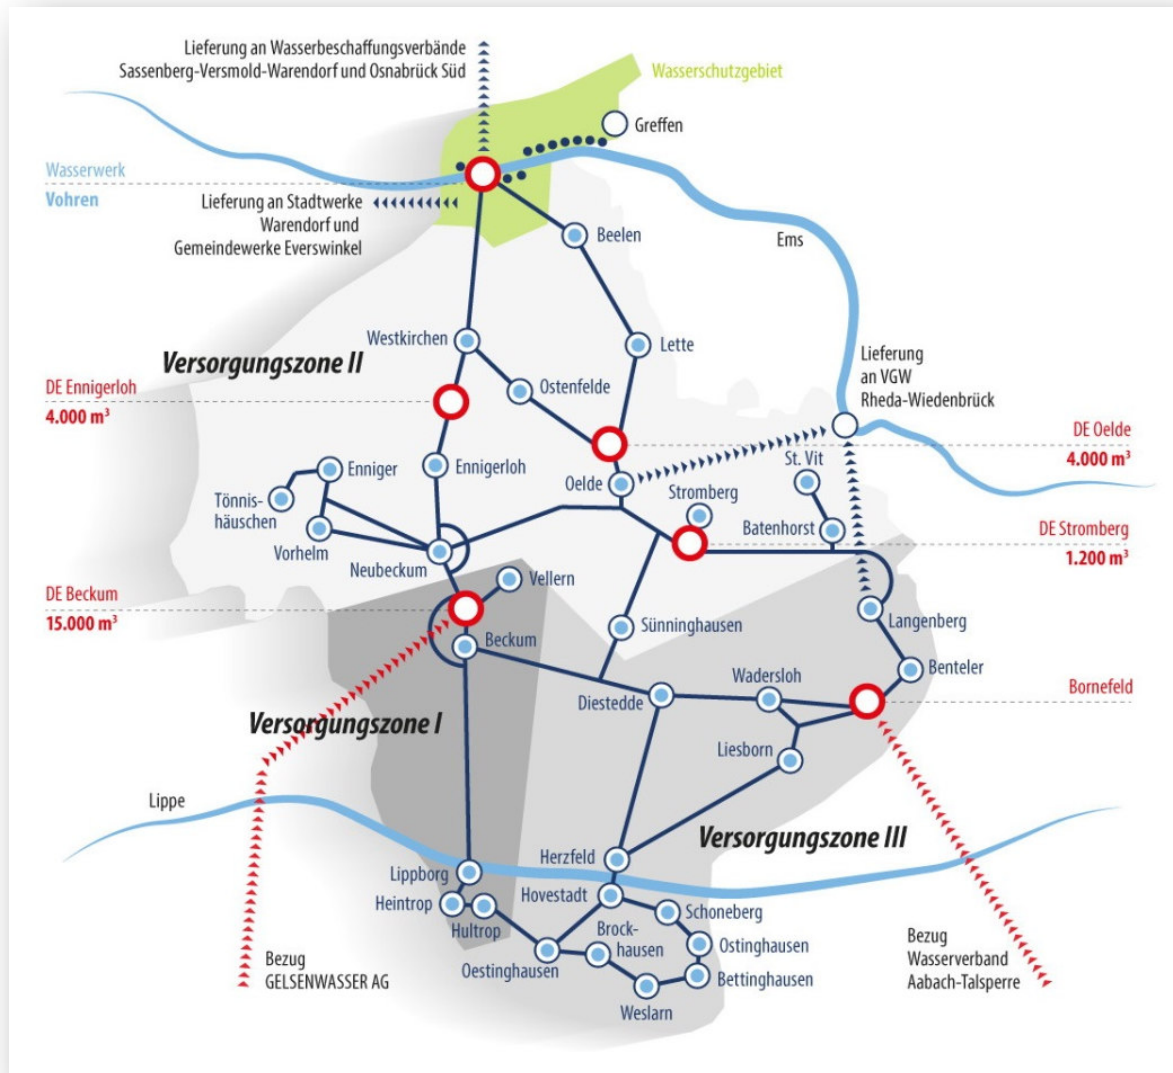 Lieferung an Wasserbeschaffungsverbände
Sassenberg-Versmold-Warendorf und Osnabrück Süd
Wasserschutzgebiet
Greffen
Wasserwerk
Vohren
Lieferung an Stadtwerke
Warendorf und
Gemeindewerke Everswinkel
Beelen
Ems
Westkirchen
Lette
Versorgungszone II
Lieferung
an VGW
Rheda-Wiedenbrück
DE Ennigerloh
4.000 m³
Ostenfelde
DE Oelde
4.000 m³
Enniger
Ennigerloh
Oelde
St. Vit
Tönnis-
häuschen
Stromberg
Vorhelm
Batenhorst
DE Stromberg
1.200 m³
Neubeckum
Vellern
DE Beckum
15.000 m³
Beckum
Sünninghausen
Langenberg
Benteler
Wadersloh
Diestedde
Bornefeld
Versorgungszone I
Liesborn
Lippe
Versorgungszone III
Herzfeld
Lippborg
Hovestadt
Heintrop
Hultrop
Schoneberg
Brock-
hausen
Ostinghausen
Oestinghausen
Bettinghausen
Weslarn
Bezug
GELSENWASSER AG
Bezug
Wasserverband
Aabach-Talsperre